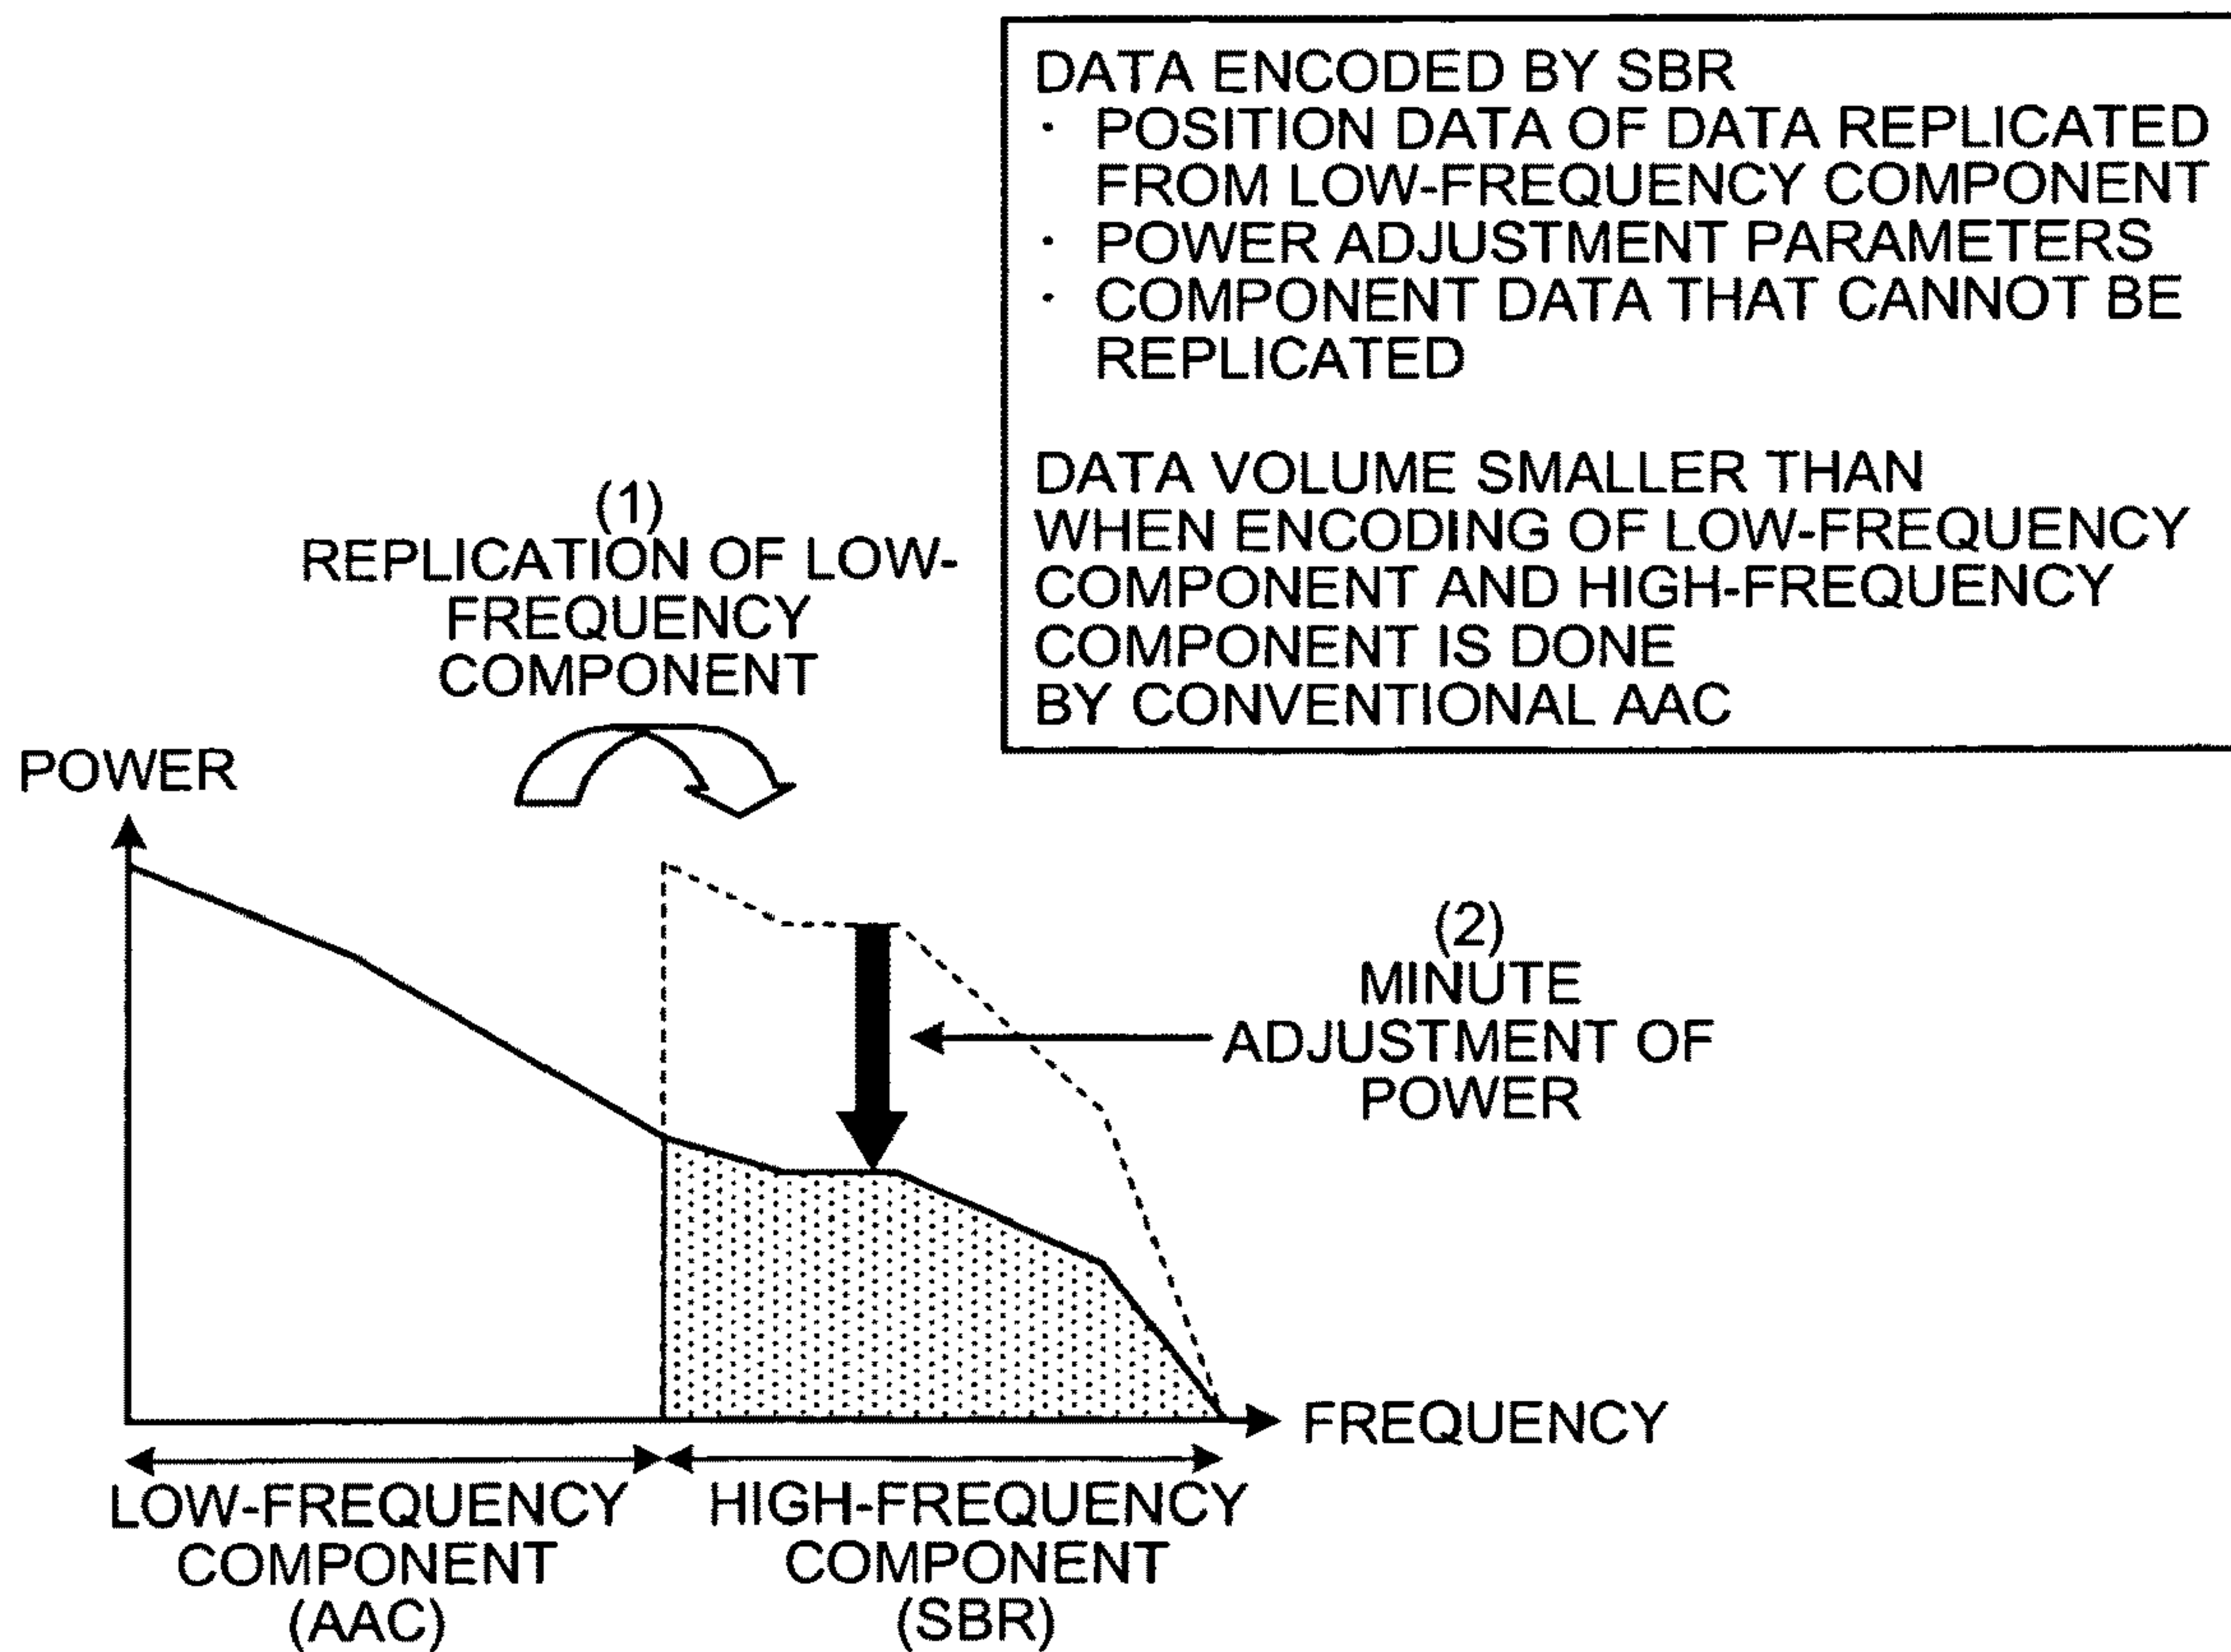 DATA ENCODED BY SBR
· POSITION DATA OF DATA REPLICATED
FROM LOW-FREQUENCY COMPONENT
· POWER ADJUSTMENT PARAMETERS
· COMPONENT DATA THAT CANNOT BE
REPLICATED
DATA VOLUME SMALLER THAN
WHEN ENCODING OF LOW-FREQUENCY
COMPONENT AND HIGH-FREQUENCY
COMPONENT IS DONE
BY CONVENTIONAL AAC
(1)
REPLICATION OF LOW-
FREQUENCY
COMPONENT
POWER
(2)
MINUTE
ADJUSTMENT OF
POWER
FREQUENCY
LOW-FREQUENCY
COMPONENT
(AAC)
HIGH-FREQUENCY
COMPONENT
(SBR)